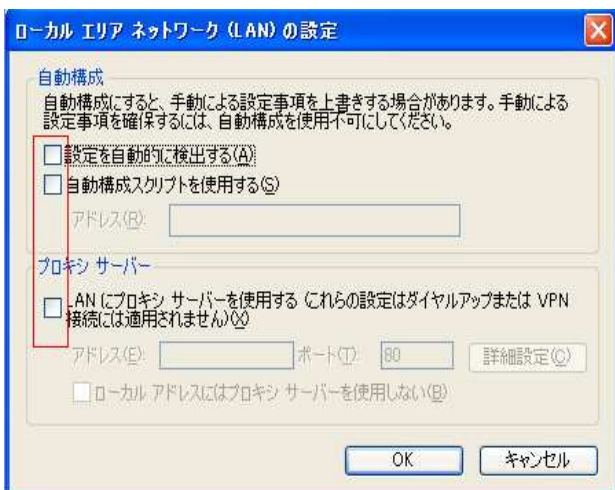 ローカル エリア ネットワーク (LAN) の設定
自動構成
自動構成にすると、手動による設定事項を上書きする場合があります。手動による
設定事項を確保するには、自動構成を使用不可にしてください。
設定を自動的に検出する(A)
自動構成スクリプトを使用する(S)
アドレス(R):
プロキシ サーバー
LAN にプロキシ サーバーを使用する (これらの設定はダイヤルアップまたは VPN
接続には適用されません)(X)
アドレス(E): ポート(T): 80 詳細設定(C)
ローカル アドレスにはプロキシ サーバーを使用しない(B)
OK キャンセル